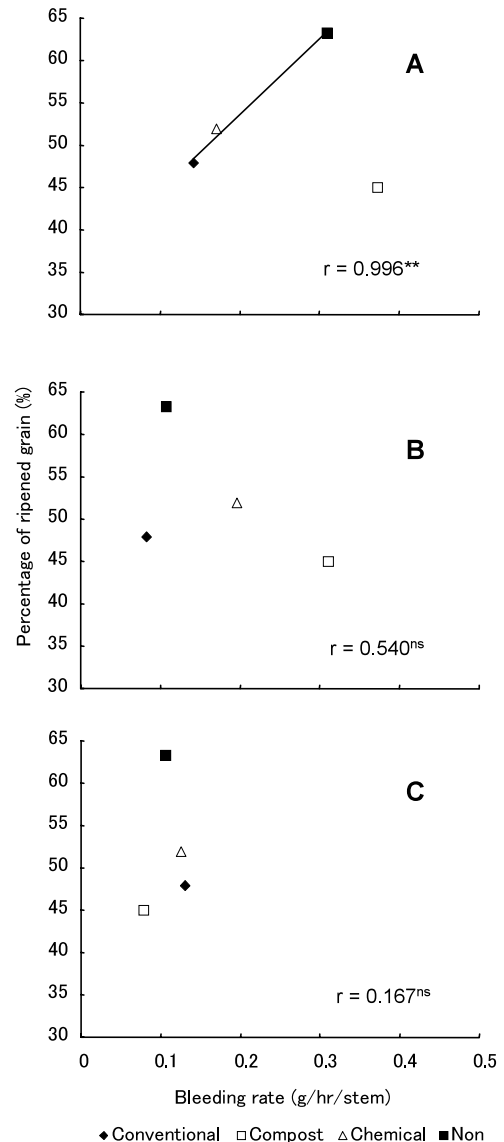 65
60
A
55
50
45
40
r = 0.996**
35
30
Percentage of ripened grain (%)
65
60
B
55
50
45
40
35
r = 0.540ns
30
65
60
C
55
50
45
40
35
r = 0.167ns
30
0 0.1 0.2 0.3 0.4 0.5
Bleeding rate (g/hr/stem)
◆Conventional □Compost △Chemical ■Non